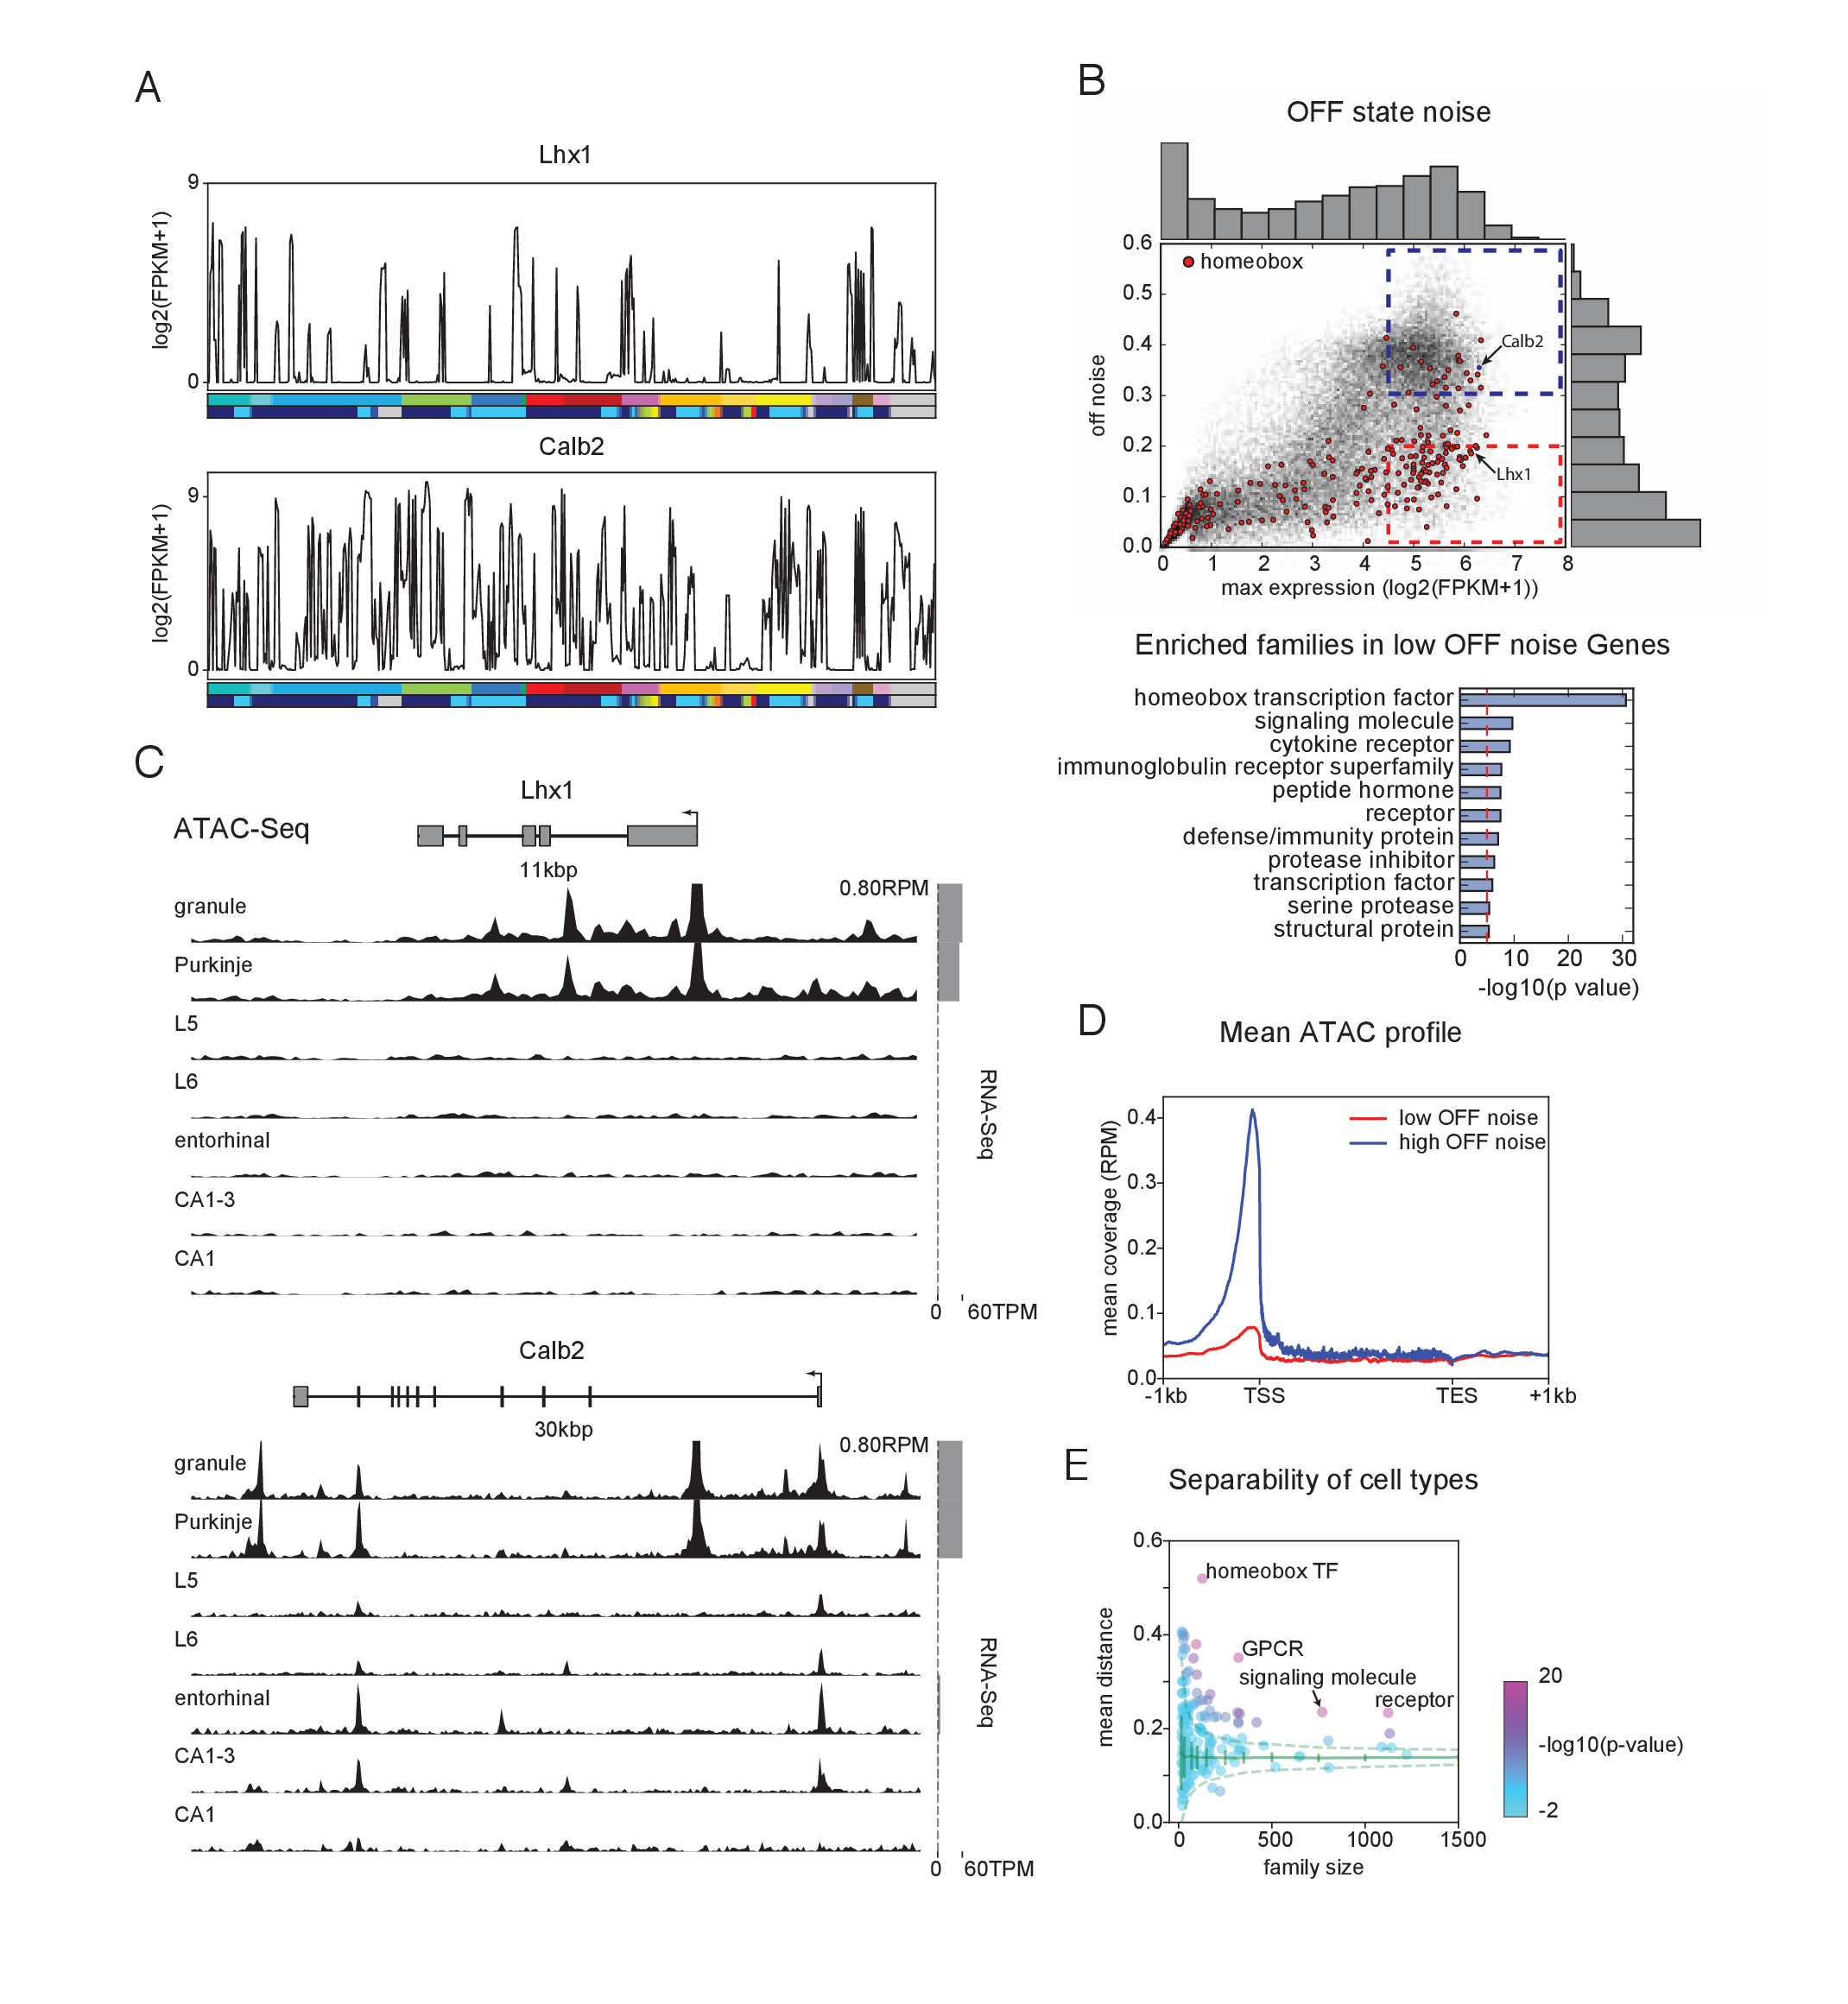 A
Lhx1
9
log2(FPKM+1)
0
Calb2
9
log2(FPKM+1)
0
B
OFF state noise
homeobox
Calb2
Lhx1
0.6
0.5
0.4
0.3
0.2
0.1
0.0
off noise
0 1 2 3 4 5 6 7 8
max expression (log2(FPKM+1))
Enriched families in low OFF noise Genes
homeobox transcription factor
signaling molecule
cytokine receptor
immunoglobulin receptor superfamily
peptide hormone
receptor
defense/immunity protein
protease inhibitor
transcription factor
serine protease
structural protein
0 10 20 30
-log10(p value)
C
Lhx1
ATAC-Seq
11kbp
0.80RPM
granule
Purkinje
L5
L6
entorhinal
CA1-3
CA1
RNA-Seq
0 60TPM
Calb2
30kbp
0.80RPM
granule
Purkinje
L5
L6
entorhinal
CA1-3
CA1
RNA-Seq
0 60TPM
D
Mean ATAC profile
low OFF noise
high OFF noise
0.4
0.3
0.2
0.1
0.0
mean coverage (RPM)
-1kb TSS TES +1kb
E
Separability of cell types
0.6
0.4
0.2
0.0
mean distance
homeobox TF
GPCR
signaling molecule
receptor
0 500 1000 1500
family size
20
-log10(p-value)
-2